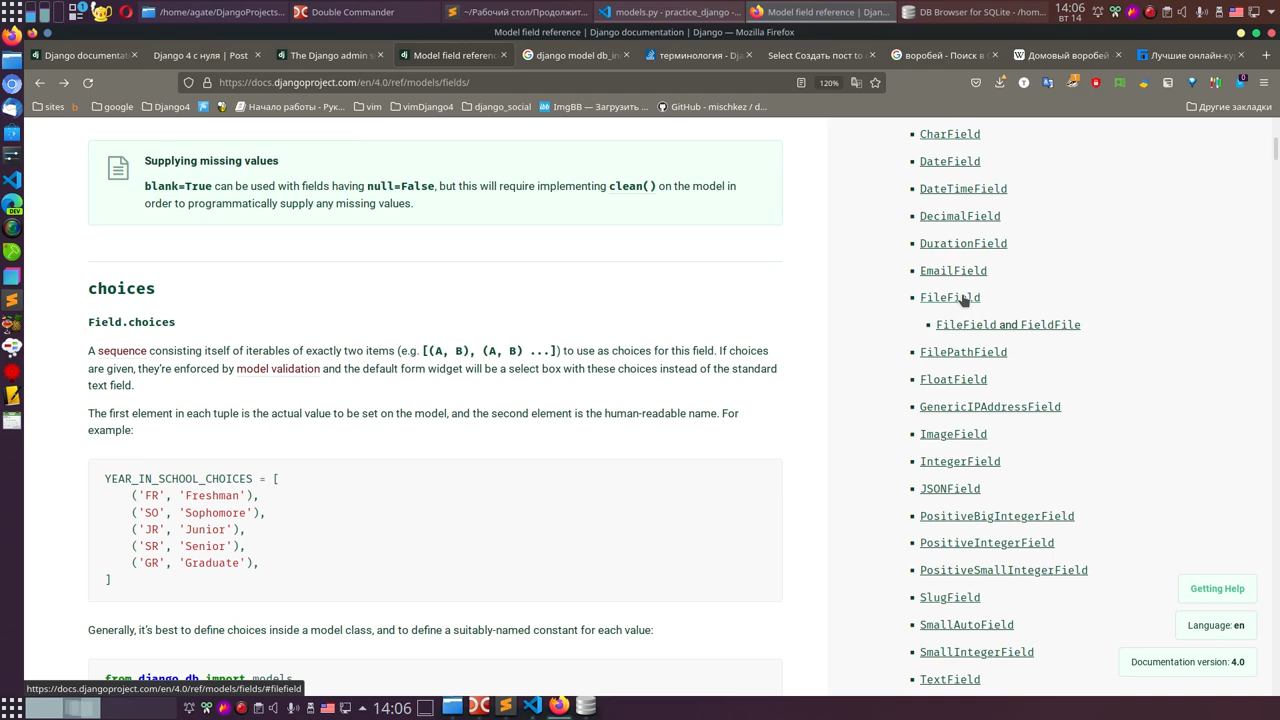 /home/agate/DjangoProjects...
Double Commander
~/Рабочий стол/Продолжит...
models.py - practice_django -...
Model field reference | Djan...
DB Browser for SQLite - /hom...
14:06
ВТ 14
Model field reference | Django documentation | Django — Mozilla Firefox
Django documentat
Django 4 с нуля | Post
The Django admin s
Model field referenc
django model db_in
терминология - Dja
Select Создать пост to c
воробей - Поиск в G
Домовый воробей
Лучшие онлайн-ку
https://docs.djangoproject.com/en/4.0/ref/models/fields/
120%
sites
google
Django4
Начало работы - Рук...
vim
vimDjango4
django_social
ImgBB — Загрузить ...
GitHub - mischkez / d...
Другие закладки
Supplying missing values
blank=True can be used with fields having null=False, but this will require implementing clean() on the model in
order to programmatically supply any missing values.
choices
Field.choices
A sequence consisting itself of iterables of exactly two items (e.g. [(A, B), (A, B) ...]) to use as choices for this field. If choices
are given, they're enforced by model validation and the default form widget will be a select box with these choices instead of the standard
text field.
The first element in each tuple is the actual value to be set on the model, and the second element is the human-readable name. For
example:
YEAR_IN_SCHOOL_CHOICES = [
('FR', 'Freshman'),
('SO', 'Sophomore'),
('JR', 'Junior'),
('SR', 'Senior'),
('GR', 'Graduate'),
]
Generally, it's best to define choices inside a model class, and to define a suitably-named constant for each value:
from django.db import models
CharField
DateField
DateTimeField
DecimalField
DurationField
EmailField
FileField
FileField and FieldFile
FilePathField
FloatField
GenericIPAddressField
ImageField
IntegerField
JSONField
PositiveBigIntegerField
PositiveIntegerField
PositiveSmallIntegerField
SlugField
SmallAutoField
SmallIntegerField
TextField
Getting Help
Language: en
Documentation version: 4.0
https://docs.djangoproject.com/en/4.0/ref/models/fields/#filefield
14:06
DEV